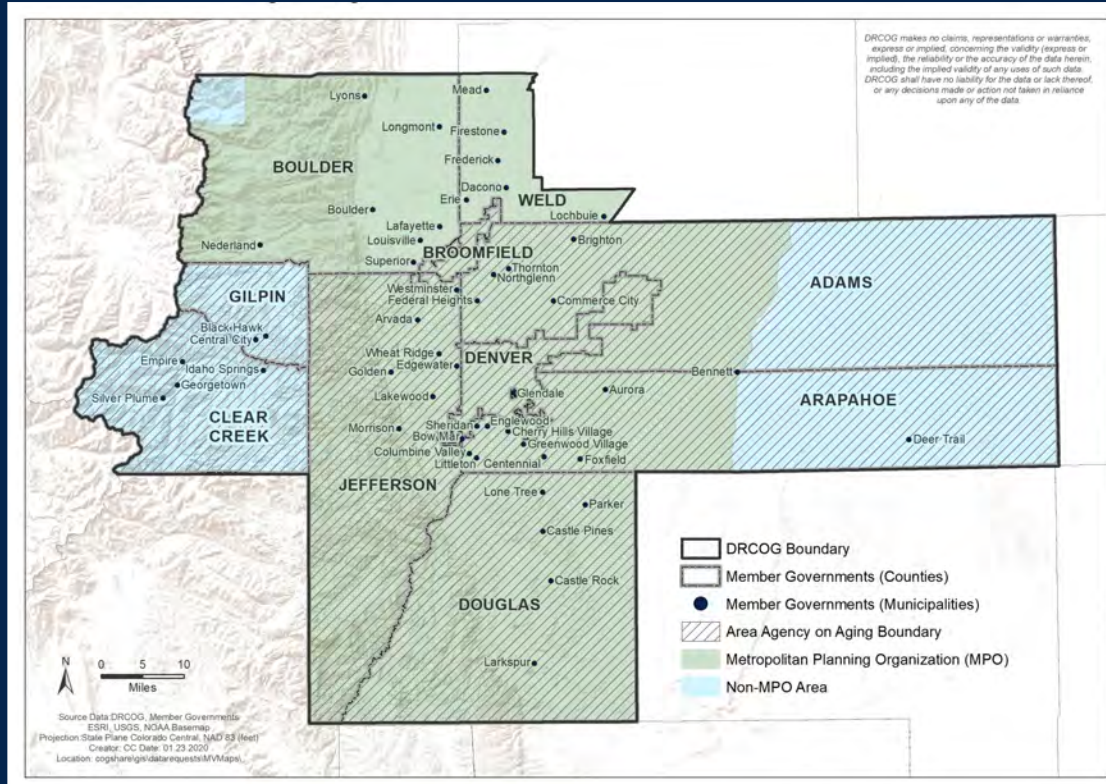 DRCOG makes no claims, representations or warranties,
express or implied, concerning the validity (express or
implied), the reliability or the accuracy of the data herein,
including the implied validity of any uses of such data.
DRCOG shall have no liability for the data or lack thereof,
or any decisions made or action not taken in reliance
upon any of the data.
Lyons
Mead
Longmont
Firestone
BOULDER
Frederick
Dacono
Erie
WELD
Boulder
Lochbuie
Lafayette
Nederland
Louisville
Brighton
BROOMFIELD
Superior
Thornton
Northglenn
ADAMS
Westminster
GILPIN
Federal Heights
Commerce City
Arvada
Black Hawk
Central City
Wheat Ridge
DENVER
Empire
Edgewater
Idaho Springs
Golden
Bennett
Georgetown
Glendale
Aurora
Silver Plume
Lakewood
ARAPAHOE
CLEAR
CREEK
Morrison
Sheridan
Englewood
Cherry Hills Village
Bow Mar
Greenwood Village
Deer Trail
Columbine Valley
Littleton
Centennial
Foxfield
JEFFERSON
Lone Tree
Parker
Castle Pines
Castle Rock
DOUGLAS
Larkspur
DRCOG Boundary
Member Governments (Counties)
Member Governments (Municipalities)
Area Agency on Aging Boundary
Metropolitan Planning Organization (MPO)
Non-MPO Area
N
0 5 10
Miles
Source Data:DRCOG, Member Governments
ESRI, USGS, NOAA Basemap
Projection:State Plane Colorado Central, NAD 83 (feet)
Creator: CC Date: 01.23.2020
Location: cogshare\gis\datarequests\MVMaps\